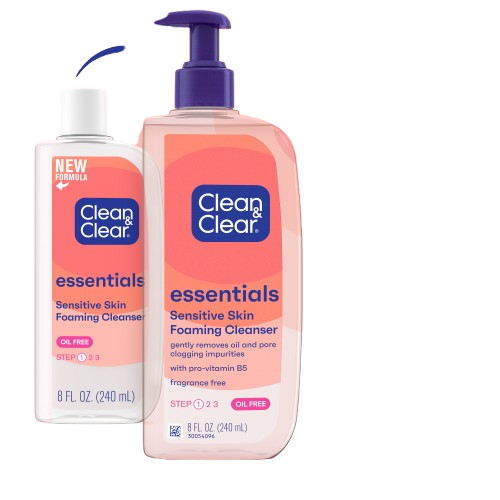 NEW
FORMULA
Clean
&
Clear®
essentials
Sensitive Skin
Foaming Cleanser
OIL FREE
STEP 1 2 3
8 FL. OZ. (240 mL)
Clean
&
Clear®
essentials
Sensitive Skin
Foaming Cleanser
gently removes oil and pore
clogging impurities
with pro-vitamin B5
fragrance free
STEP 1 2 3 OIL FREE
8 FL. OZ. (240 mL)
30054096